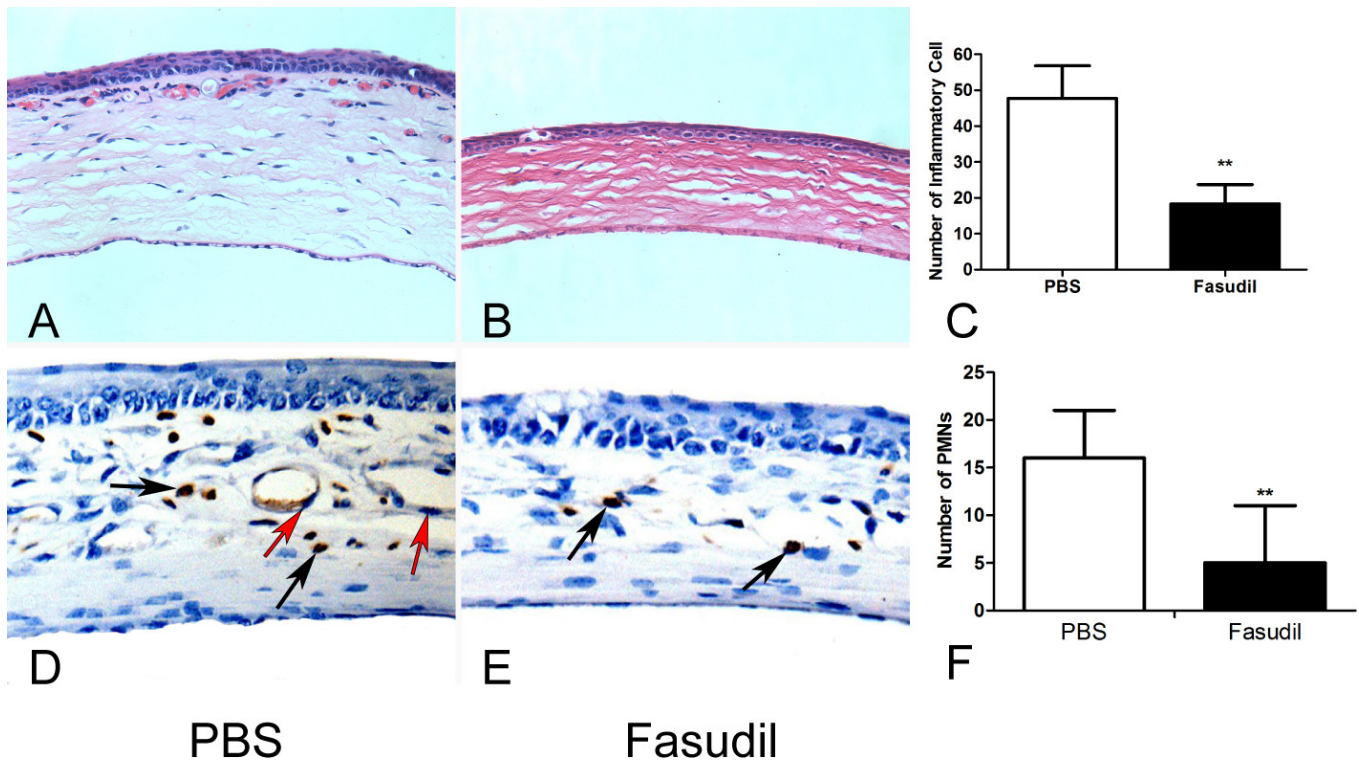 A
B
Number of Inflammatory Cell
60
50
40
30
20
10
0
**
PBS
Fasudil
C
D
E
Number of PMNs
25
20
15
10
5
0
**
PBS
Fasudil
F
PBS
Fasudil